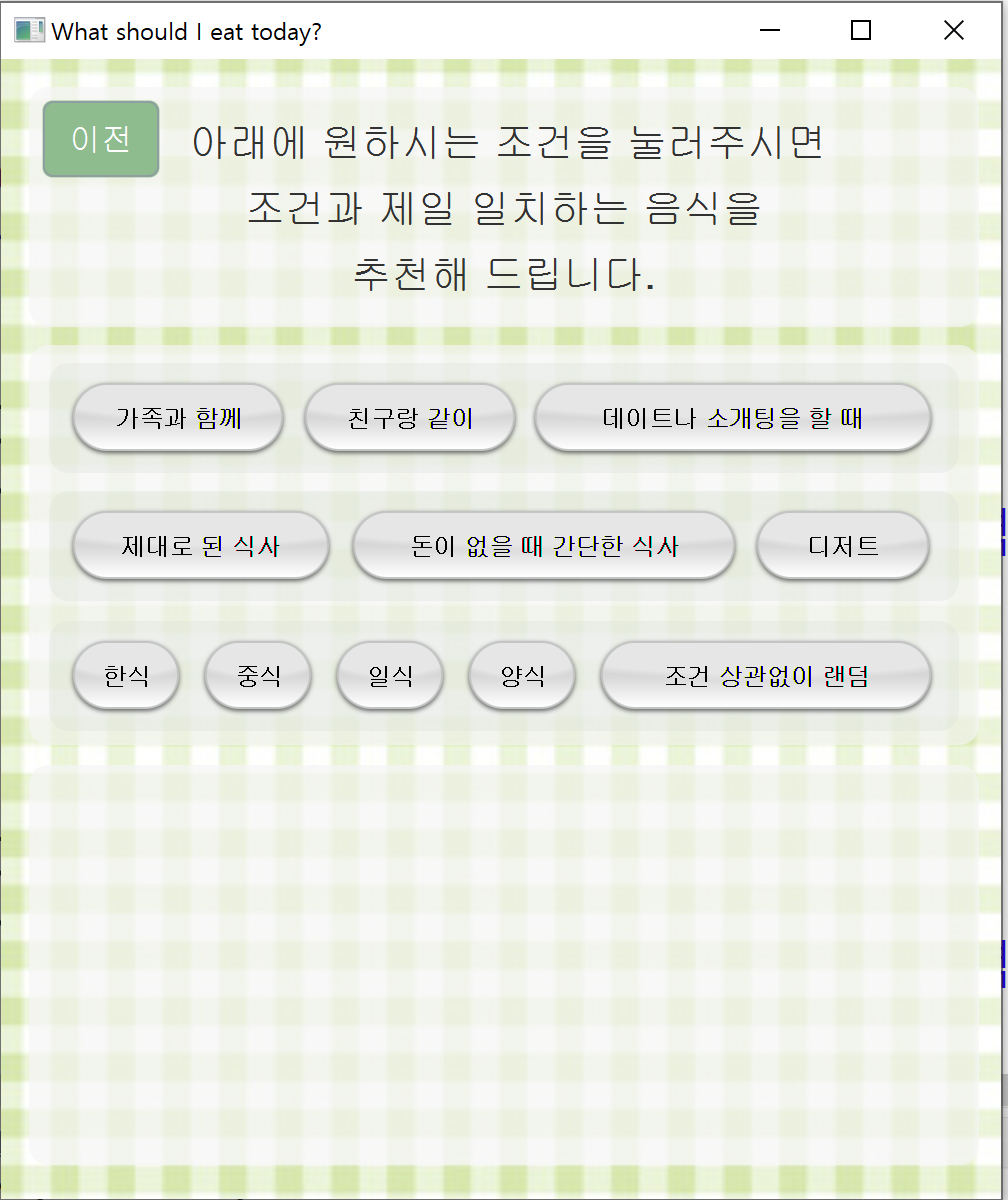 What should I eat today?
이전
아래에 원하시는 조건을 눌러주시면
조건과 제일 일치하는 음식을
추천해 드립니다.
가족과 함께 친구랑 같이 데이트나 소개팅을 할 때
제대로 된 식사 돈이 없을 때 간단한 식사 디저트
한식 중식 일식 양식 조건 상관없이 랜덤